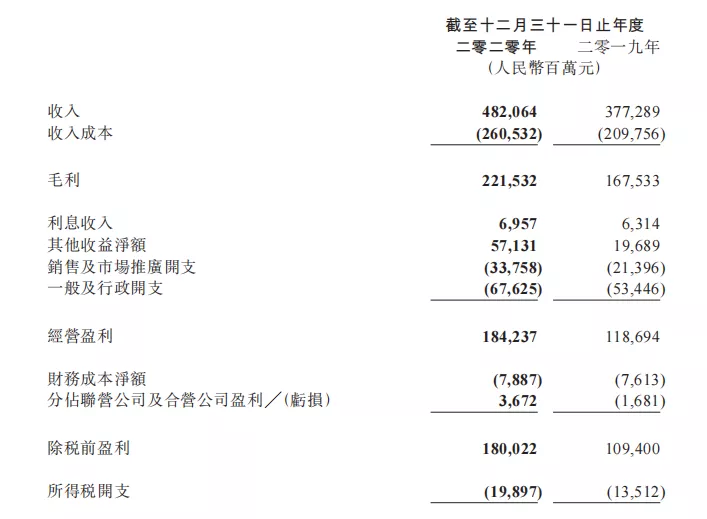 截至十二月三十一日止年度
二零二零年 二零一九年
(人民幣百萬元)
收入 482,064 377,289
收入成本 (260,532) (209,756)
毛利 221,532 167,533
利息收入 6,957 6,314
其他收益淨額 57,131 19,689
銷售及市場推廣開支 (33,758) (21,396)
一般及行政開支 (67,625) (53,446)
經營盈利 184,237 118,694
財務成本淨額 (7,887) (7,613)
分佔聯營公司及合營公司盈利／(虧損) 3,672 (1,681)
除稅前盈利 180,022 109,400
所得稅開支 (19,897) (13,512)